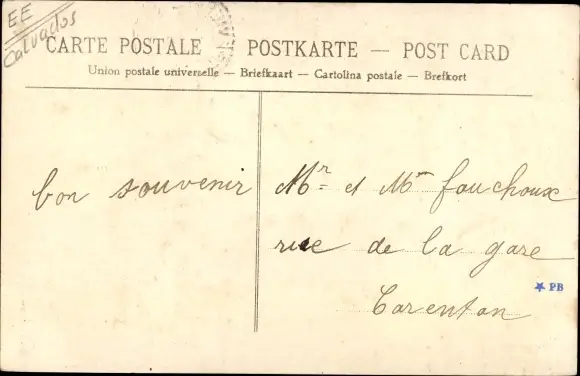 EE
Calvados
CARTE POSTALE — POSTKARTE — POST CARD
Union postale universelle — Briefkaart — Cartolina postale — Brefkort
bon souvenir
Mr et Mme fouchoux
rue de la gare
Carentan
PB